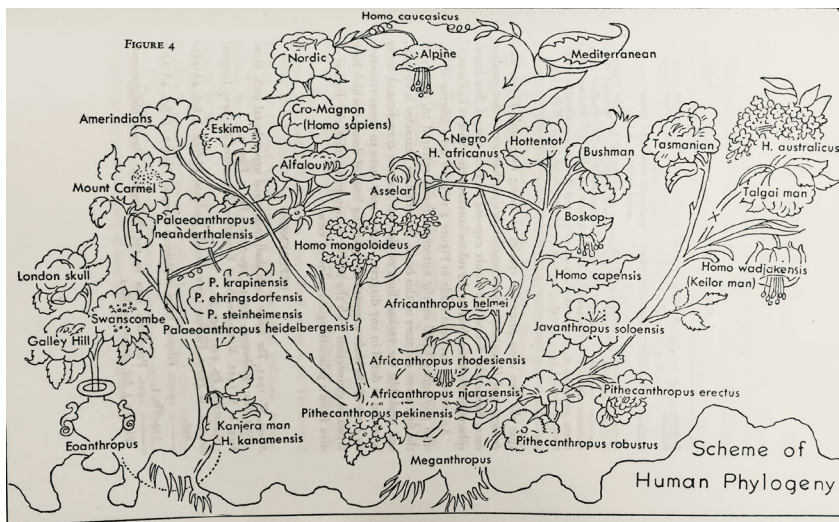 Homo caucasicus
FIGURE 4
Nordic
Alpine
Mediterranean
Amerindians
Eskimo
Cro-Magnon
(Homo sapiens)
Negro
H. africanus
Hottentot
Bushman
Tasmanian
H. australicus
Alfalou
Asselar
Mount Carmel
Talgai man
Palaeoanthropus
neanderthalensis
Boskop
Homo mongoloideus
London skull
P. krapinensis
P. ehringsdorfensis
P. steinheimensis
Homo capensis
Homo wadjakensis
(Keilor man)
Africanthropus helmei
Swanscombe
Palaeoanthropus heidelbergensis
Javanthropus soloensis
Galley Hill
Africanthropus rhodesiensis
Africanthropus njarasensis
Pithecanthropus erectus
Pithecanthropus pekinensis
Kanjera man
H. kanamensis
Eoanthropus
Pithecanthropus robustus
Meganthropus
Scheme of
Human Phylogeny